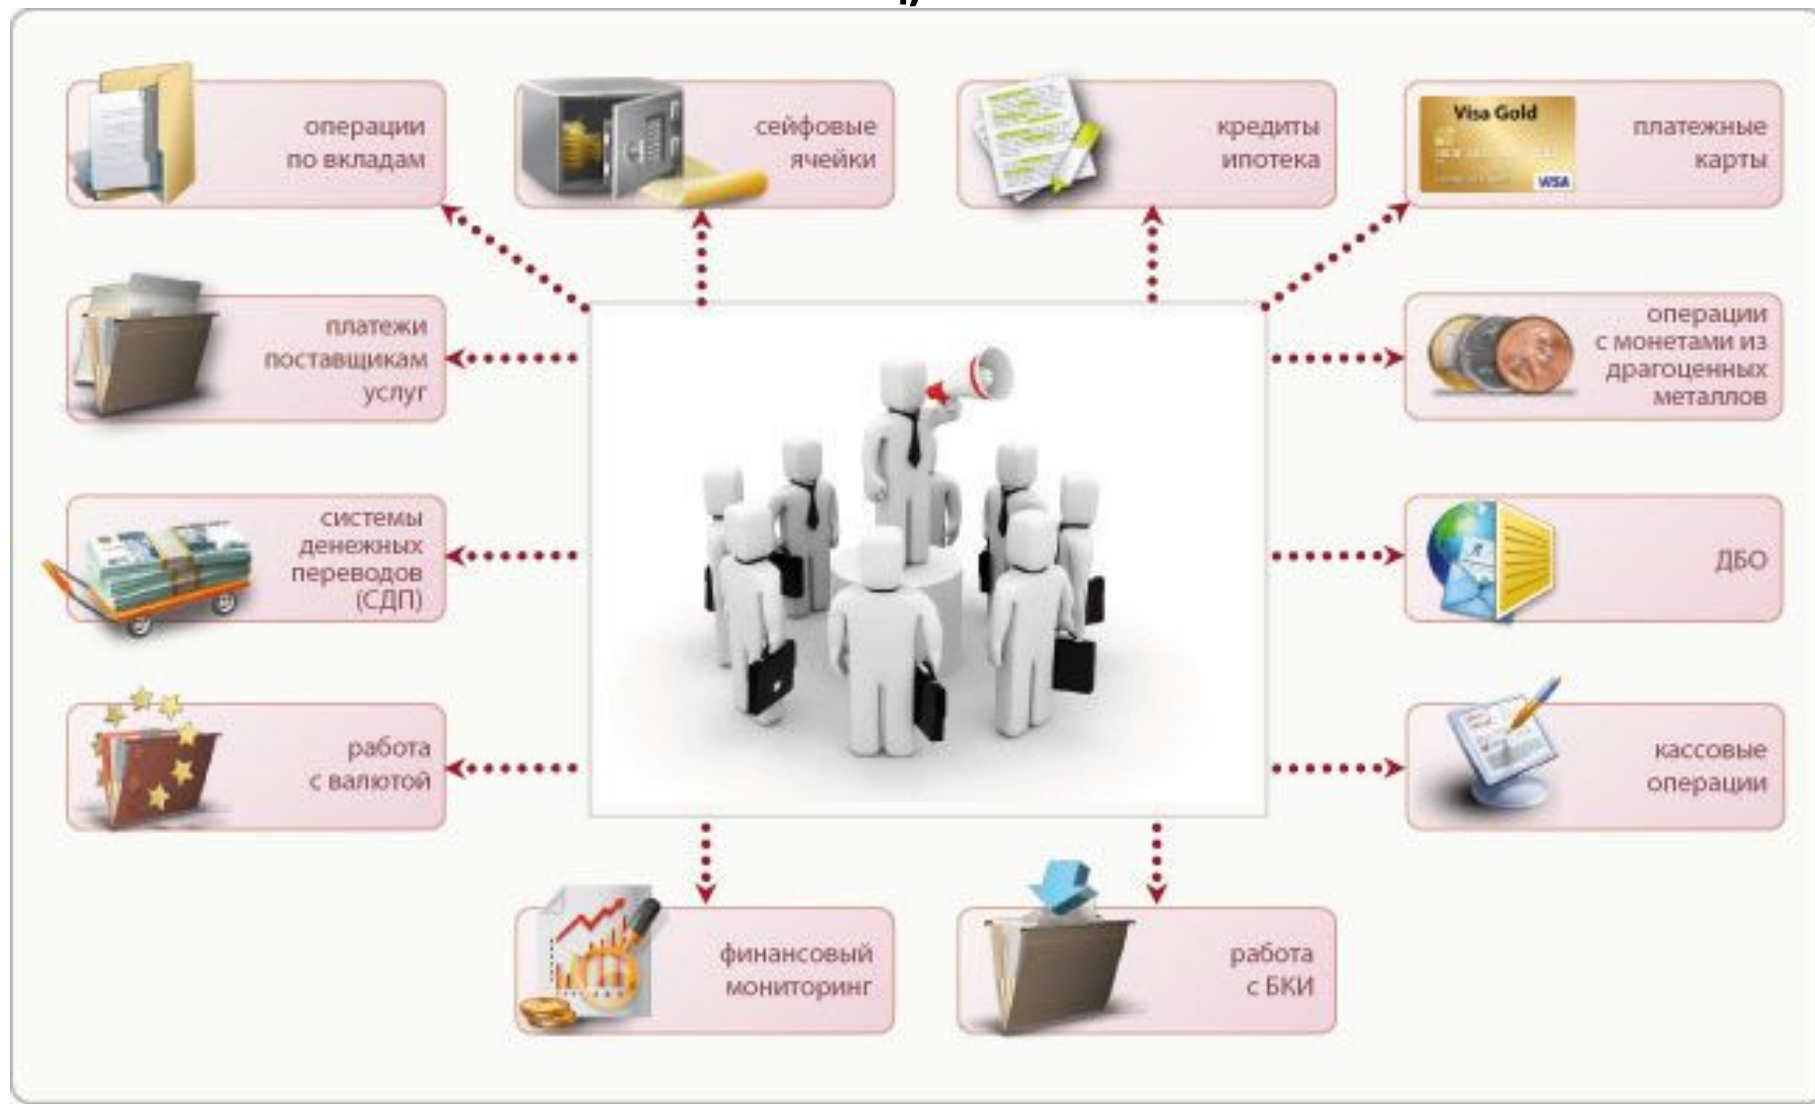 операции
по вкладам
сейфовые
ячейки
кредиты
ипотека
Visa Gold
VISA
платежные
карты
платежи
поставщикам
услуг
операции
с монетами из
драгоценных
металлов
системы
денежных
переводов
(СДП)
ДБО
работа
с валютой
кассовые
операции
финансовый
мониторинг
работа
с БКИ